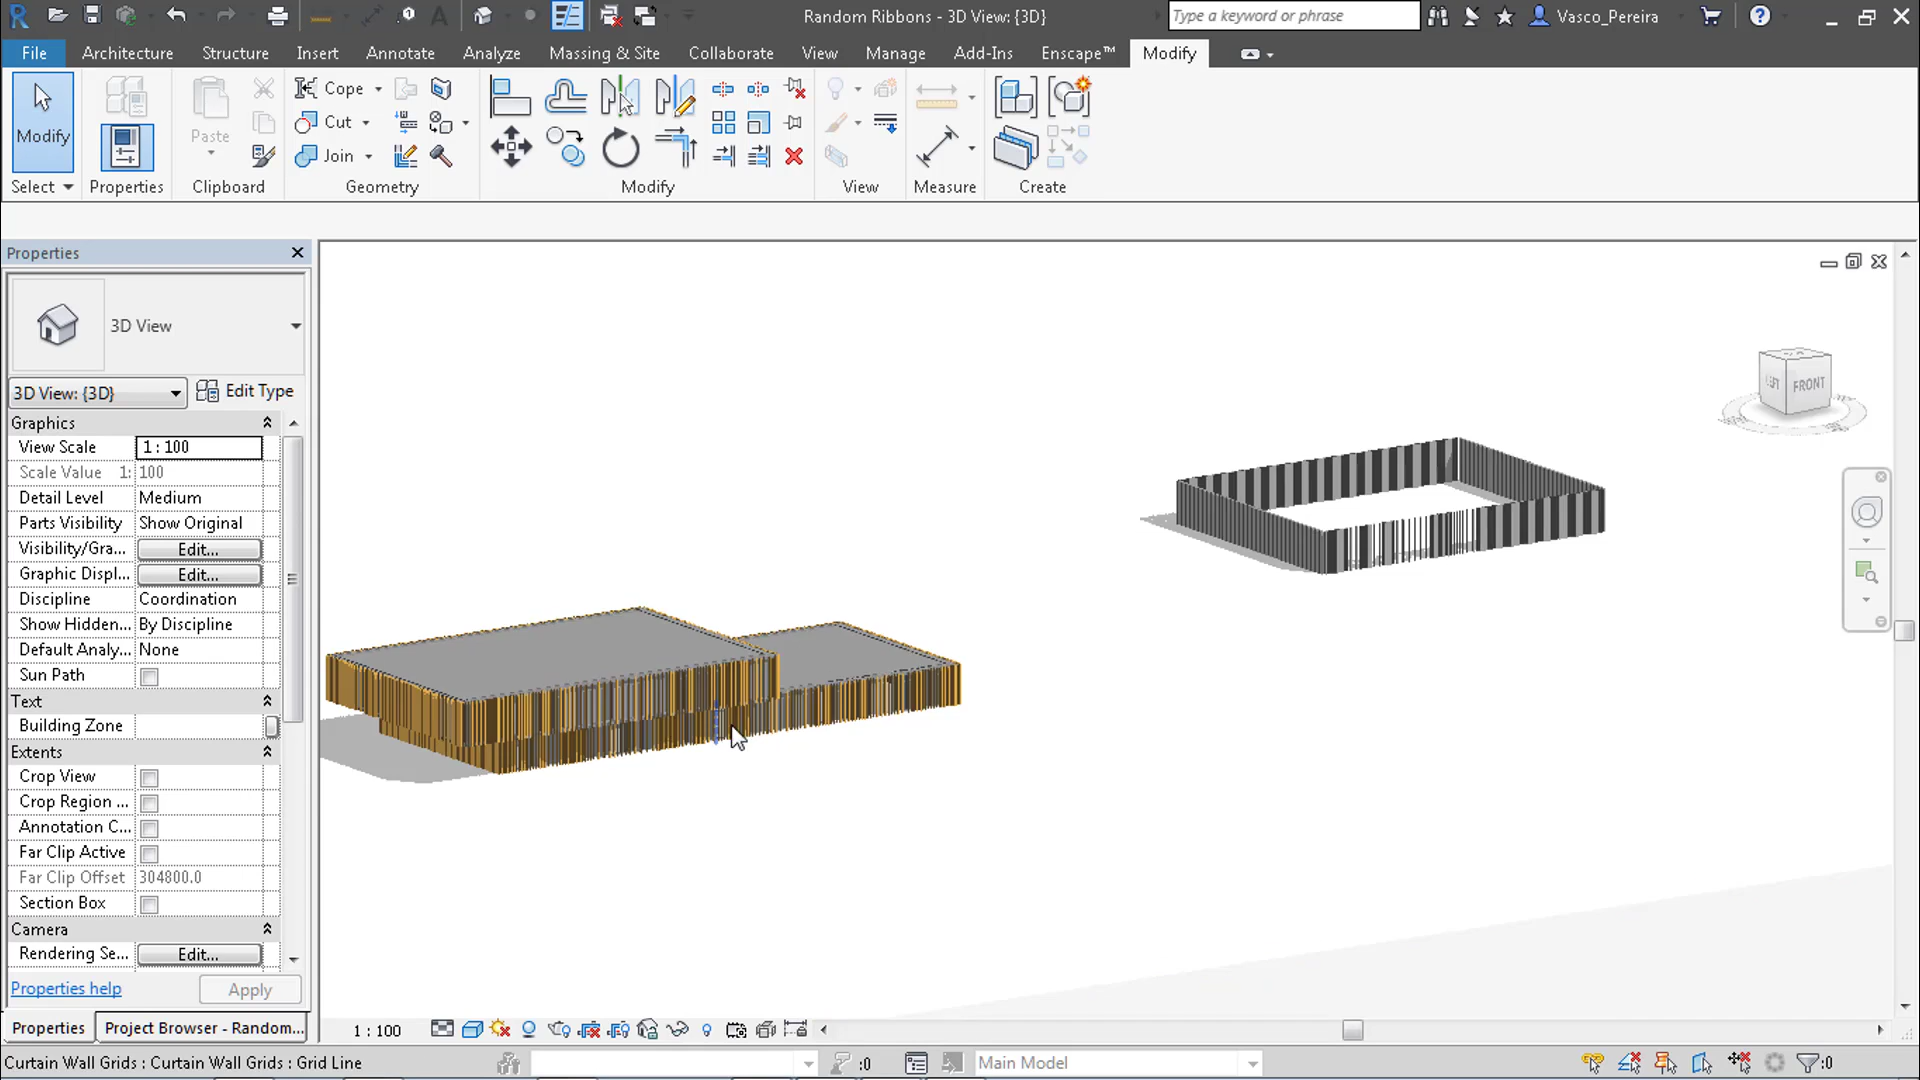 Random Ribbons - 3D View: {3D}
Type a keyword or phrase
Vasco_Pereira
File Architecture Structure Insert Annotate Analyze Massing & Site Collaborate View Manage Add-Ins Enscape™ Modify
Modify
Paste
Cope
Cut
Join
Select Properties Clipboard Geometry Modify View Measure Create
Properties
3D View
3D View: {3D} Edit Type
Graphics
View Scale 1 : 100
Scale Value 1: 100
Detail Level Medium
Parts Visibility Show Original
Visibility/Gra... Edit...
Graphic Displ... Edit...
Discipline Coordination
Show Hidden... By Discipline
Default Analy... None
Sun Path
Text
Building Zone
Extents
Crop View
Crop Region ...
Annotation C...
Far Clip Active
Far Clip Offset 304800.0
Section Box
Camera
Rendering Se... Edit...
Properties help Apply
Properties Project Browser - Random...
LEFT FRONT
1 : 100
Curtain Wall Grids : Curtain Wall Grids : Grid Line
:0
Main Model
:0